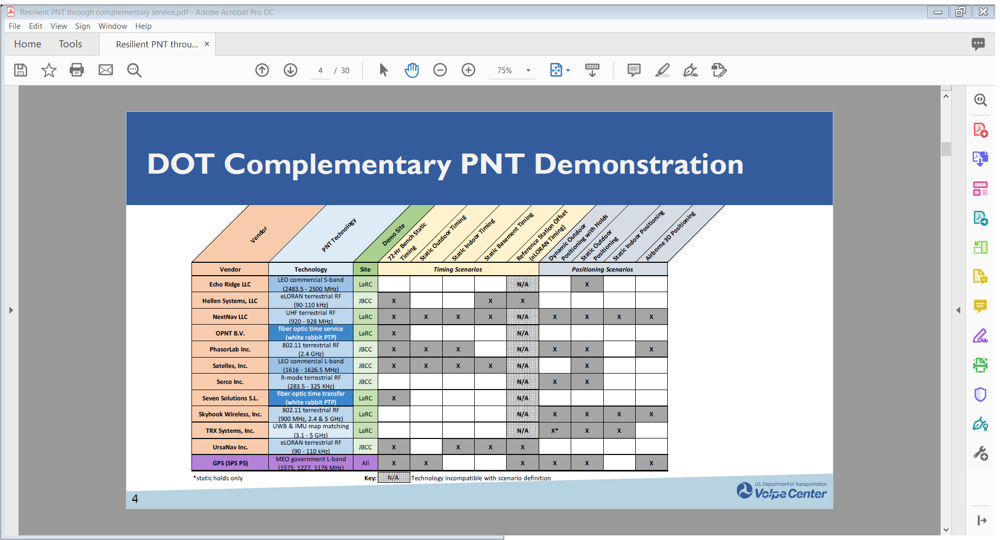 Resilient PNT through complementary service.pdf - Adobe Acrobat Pro DC
File Edit View Sign Window Help
Home Tools Resilient PNT throu... ×
4 / 30 75%
DOT Complementary PNT Demonstration
Vendor
PNT Technology
Demo Site
72-Hr Bench Static
Timing
Static Outdoor Timing
Static Indoor Timing
Static Basement Timing
Reference Station Offset
(eLORAN Timing)
Dynamic Outdoor
Positioning with Holds
Static Outdoor
Positioning
Static Indoor Positioning
Airborne 3D Positioning
Vendor Technology Site Timing Scenarios Positioning Scenarios
Echo Ridge LLC LEO commercial S-band LaRC N/A X
(2483.5 - 2500 MHz)
Hellen Systems, LLC eLORAN terrestrial RF JBCC X X X
(90-110 kHz)
NextNav LLC UHF terrestrial RF LaRC X X X X N/A X X X X
(920 - 928 MHz)
OPNT B.V. fiber optic time service LaRC X N/A
(white rabbit PTP)
PhasorLab Inc. 802.11 terrestrial RF JBCC X X X N/A X X X
(2.4 GHz)
Satelles, Inc. LEO commercial L-band JBCC X X X X N/A X
(1616 - 1626.5 MHz)
Serco Inc. R-mode terrestrial RF JBCC N/A X X
(283.5 - 325 KHz)
Seven Solutions S.L. fiber optic time transfer LaRC X N/A
(white rabbit PTP)
Skyhook Wireless, Inc. 802.11 terrestrial RF LaRC N/A X X X X
(900 MHz, 2.4 & 5 GHz)
TRX Systems, Inc. UWB & IMU map matching LaRC N/A X* X X
(3.1 - 5 GHz)
UrsaNav Inc. eLORAN terrestrial RF JBCC X X X X
(90 - 110 kHz)
GPS (SPS PS) MEO government L-band All X X X X X X
(1575, 1227, 1176 MHz)
*static holds only Key: N/A Technology incompatible with scenario definition
U.S. Department of Transportation
Volpe Center
4